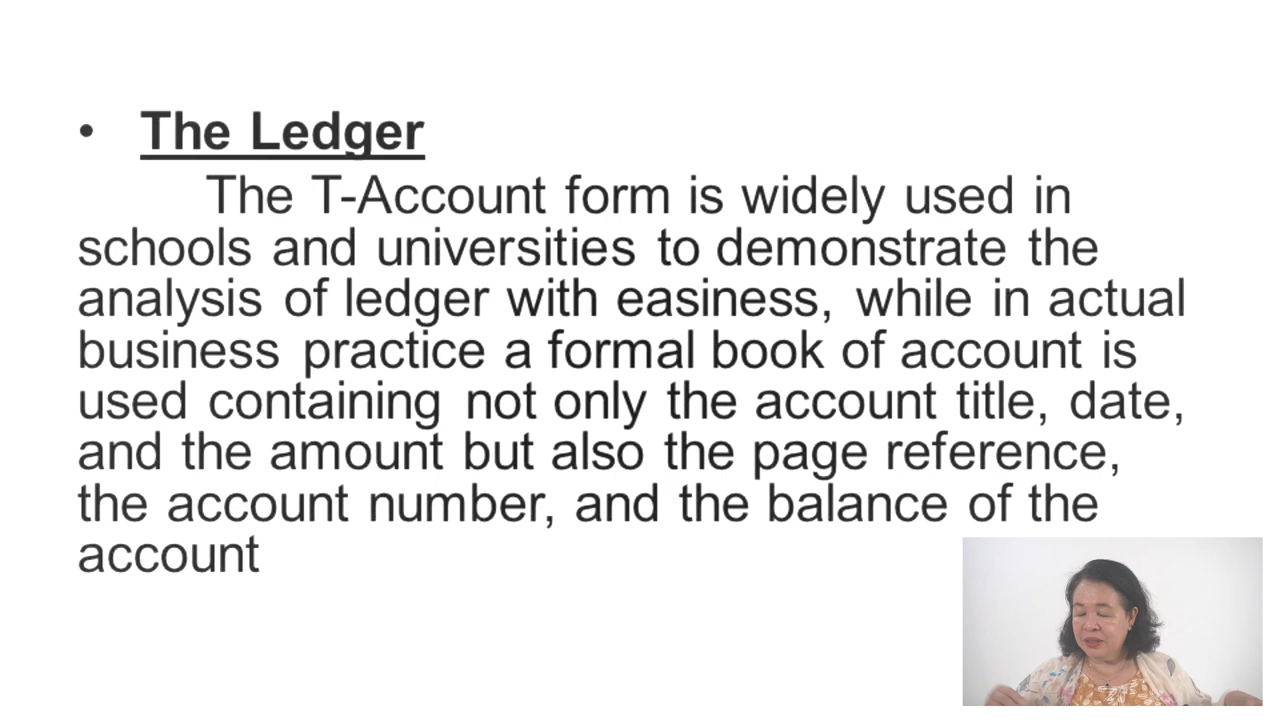 • The Ledger
The T-Account form is widely used in
schools and universities to demonstrate the
analysis of ledger with easiness, while in actual
business practice a formal book of account is
used containing not only the account title, date,
and the amount but also the page reference,
the account number, and the balance of the
account